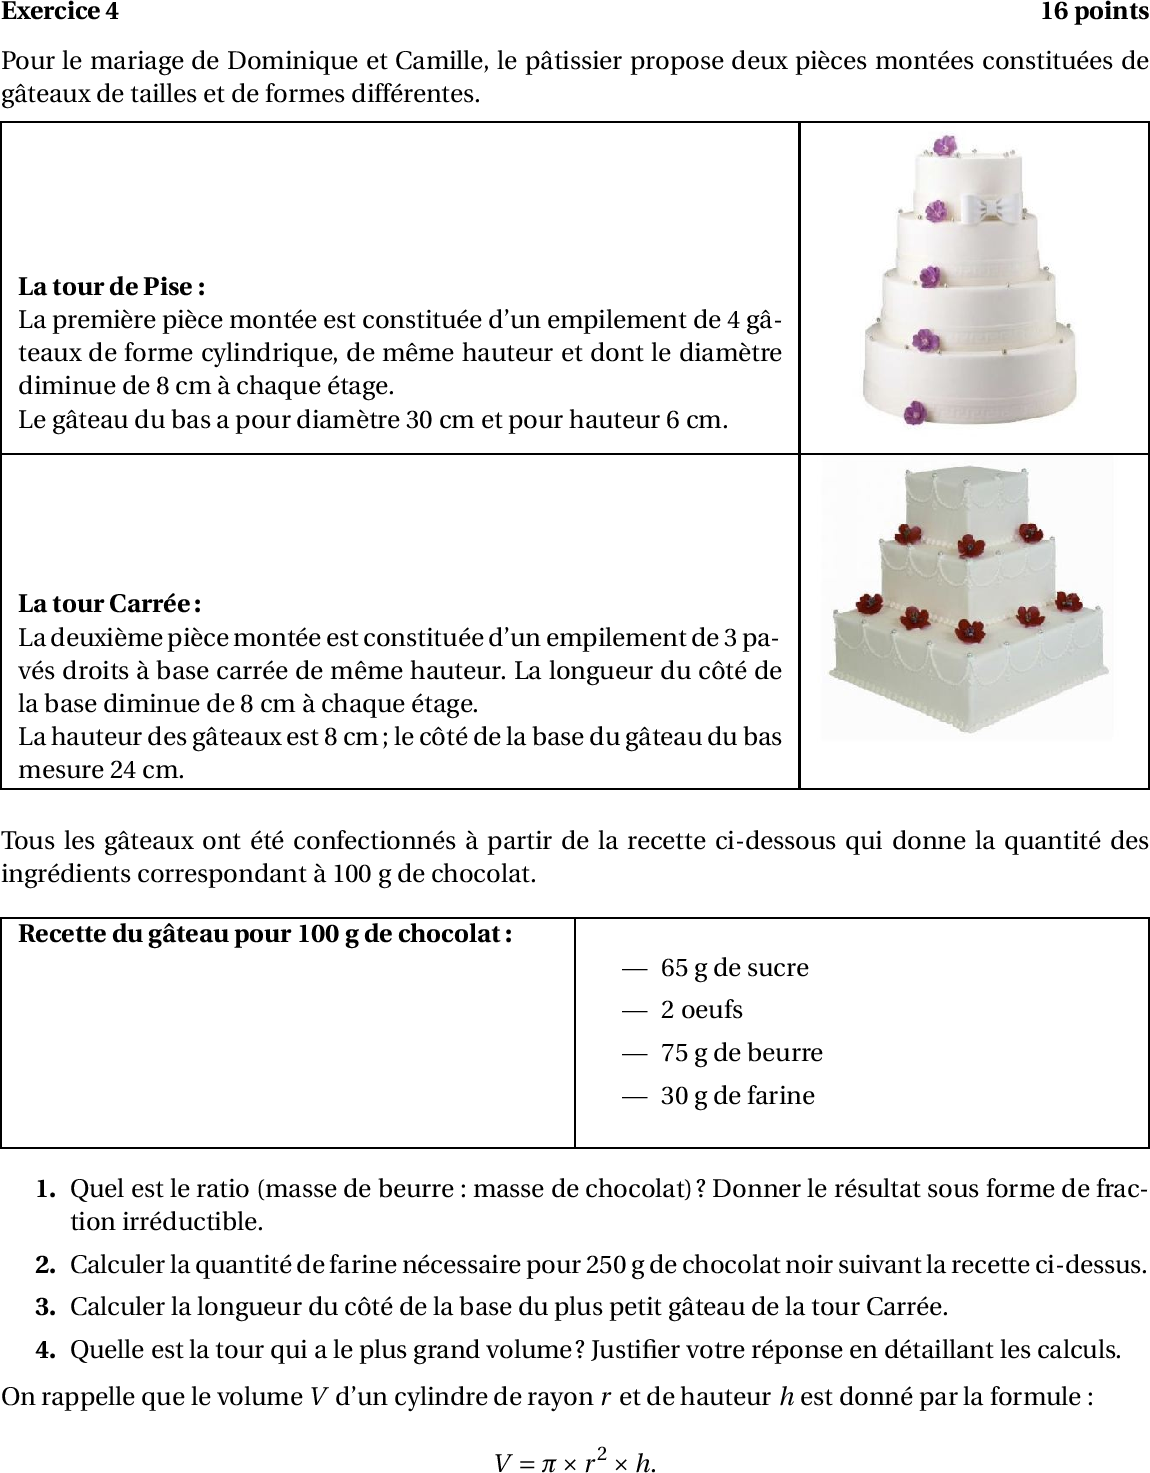 Exercice 4 16 points
Pour le mariage de Dominique et Camille, le pâtissier propose deux pièces montées constituées de
gâteaux de tailles et de formes différentes.
La tour de Pise :
La première pièce montée est constituée d'un empilement de 4 gâ-
teaux de forme cylindrique, de même hauteur et dont le diamètre
diminue de 8 cm à chaque étage.
Le gâteau du bas a pour diamètre 30 cm et pour hauteur 6 cm.
La tour Carrée :
La deuxième pièce montée est constituée d'un empilement de 3 pa-
vés droits à base carrée de même hauteur. La longueur du côté de
la base diminue de 8 cm à chaque étage.
La hauteur des gâteaux est 8 cm ; le côté de la base du gâteau du bas
mesure 24 cm.
Tous les gâteaux ont été confectionnés à partir de la recette ci-dessous qui donne la quantité des
ingrédients correspondant à 100 g de chocolat.
Recette du gâteau pour 100 g de chocolat :
— 65 g de sucre
— 2 oeufs
— 75 g de beurre
— 30 g de farine
1. Quel est le ratio (masse de beurre : masse de chocolat) ? Donner le résultat sous forme de frac-
tion irréductible.
2. Calculer la quantité de farine nécessaire pour 250 g de chocolat noir suivant la recette ci-dessus.
3. Calculer la longueur du côté de la base du plus petit gâteau de la tour Carrée.
4. Quelle est la tour qui a le plus grand volume ? Justifier votre réponse en détaillant les calculs.
On rappelle que le volume V d'un cylindre de rayon r et de hauteur h est donné par la formule :
V = π × r² × h.